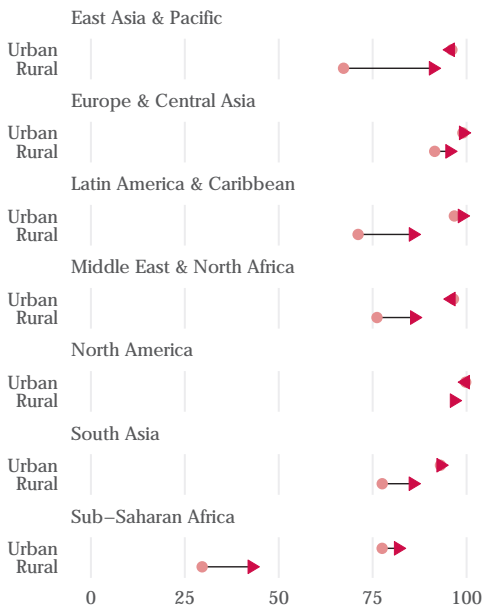 East Asia & Pacific
Urban
Rural
Europe & Central Asia
Urban
Rural
Latin America & Caribbean
Urban
Rural
Middle East & North Africa
Urban
Rural
North America
Urban
Rural
South Asia
Urban
Rural
Sub−Saharan Africa
Urban
Rural
0 25 50 75 100